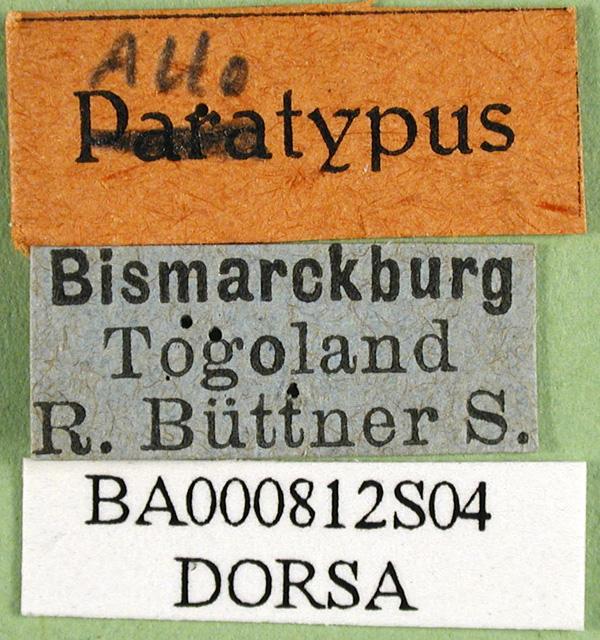 Allo
Paratypus
Bismarckburg
Togoland
R. Büttner S.
BA000812S04
DORSA